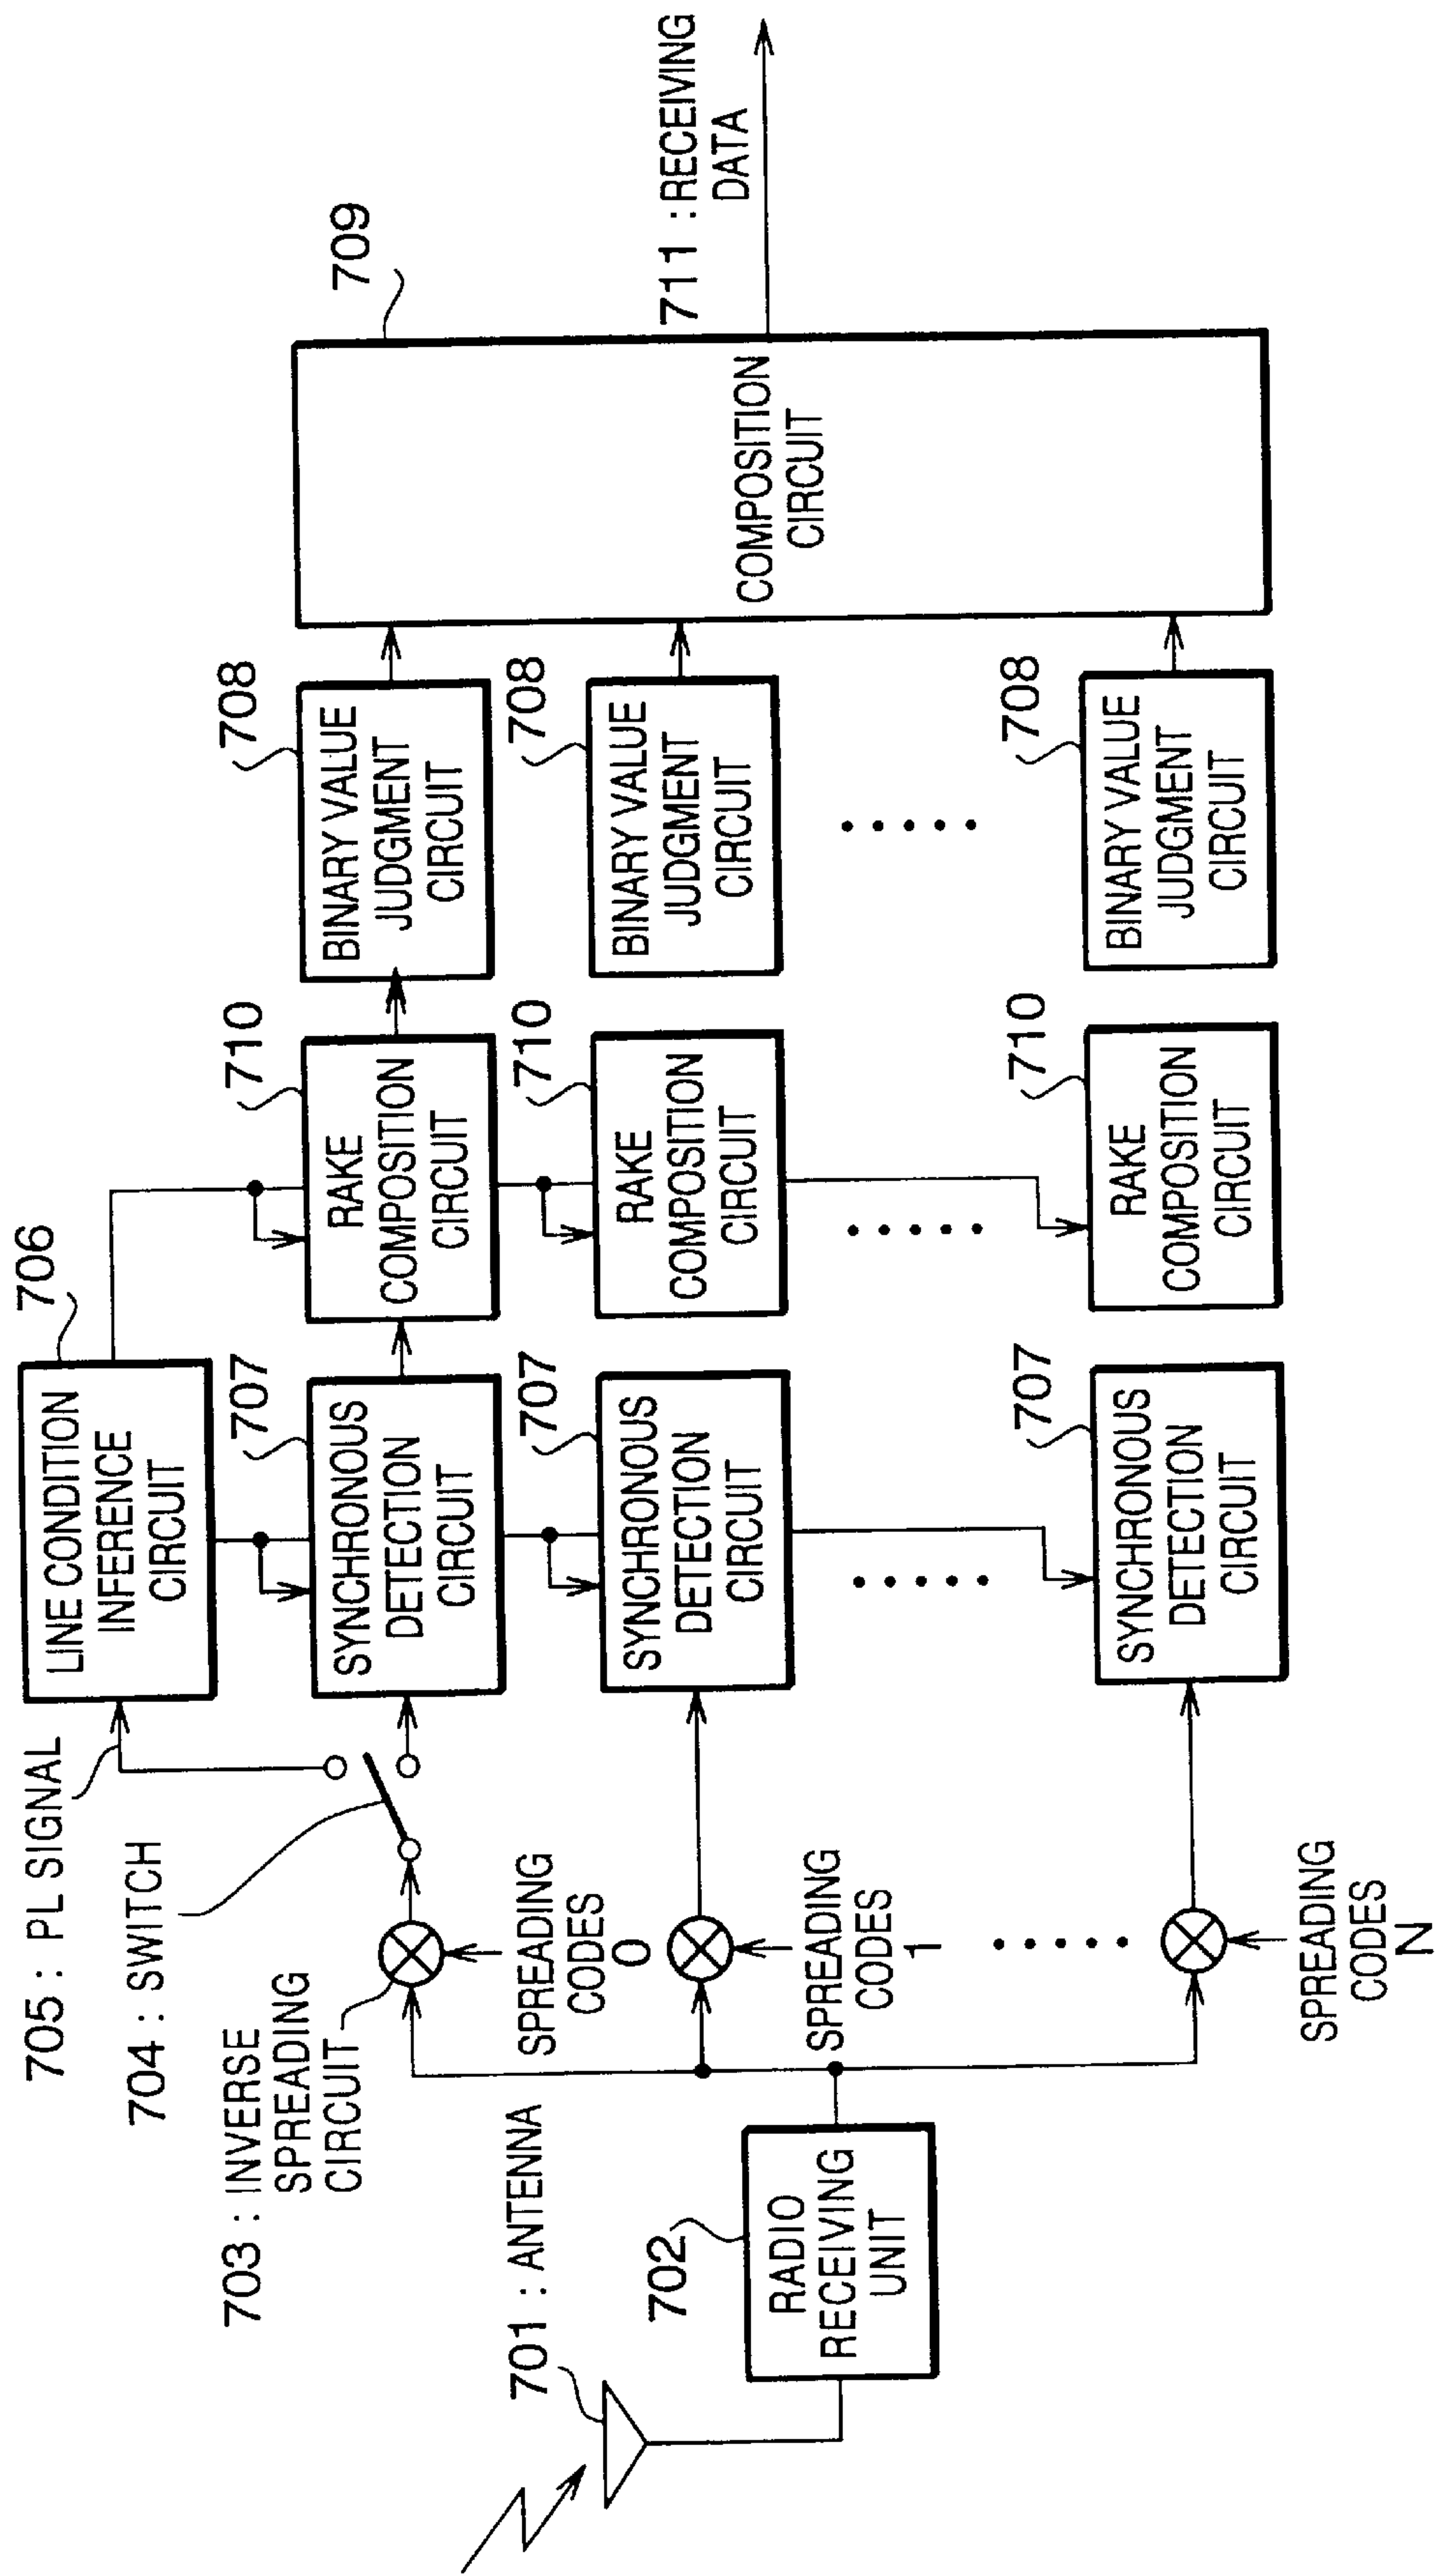 705 : PL SIGNAL
704 : SWITCH
703 : INVERSE
SPREADING
CIRCUIT
701 : ANTENNA
702
RADIO
RECEIVING
UNIT
SPREADING
CODES
0
SPREADING
CODES
1
SPREADING
CODES
N
706
LINE CONDITION
INFERENCE
CIRCUIT
707
SYNCHRONOUS
DETECTION
CIRCUIT
707
SYNCHRONOUS
DETECTION
CIRCUIT
707
SYNCHRONOUS
DETECTION
CIRCUIT
710
RAKE
COMPOSITION
CIRCUIT
710
RAKE
COMPOSITION
CIRCUIT
710
RAKE
COMPOSITION
CIRCUIT
708
BINARY VALUE
JUDGMENT
CIRCUIT
708
BINARY VALUE
JUDGMENT
CIRCUIT
708
BINARY VALUE
JUDGMENT
CIRCUIT
709
COMPOSITION
CIRCUIT
711 : RECEIVING
DATA